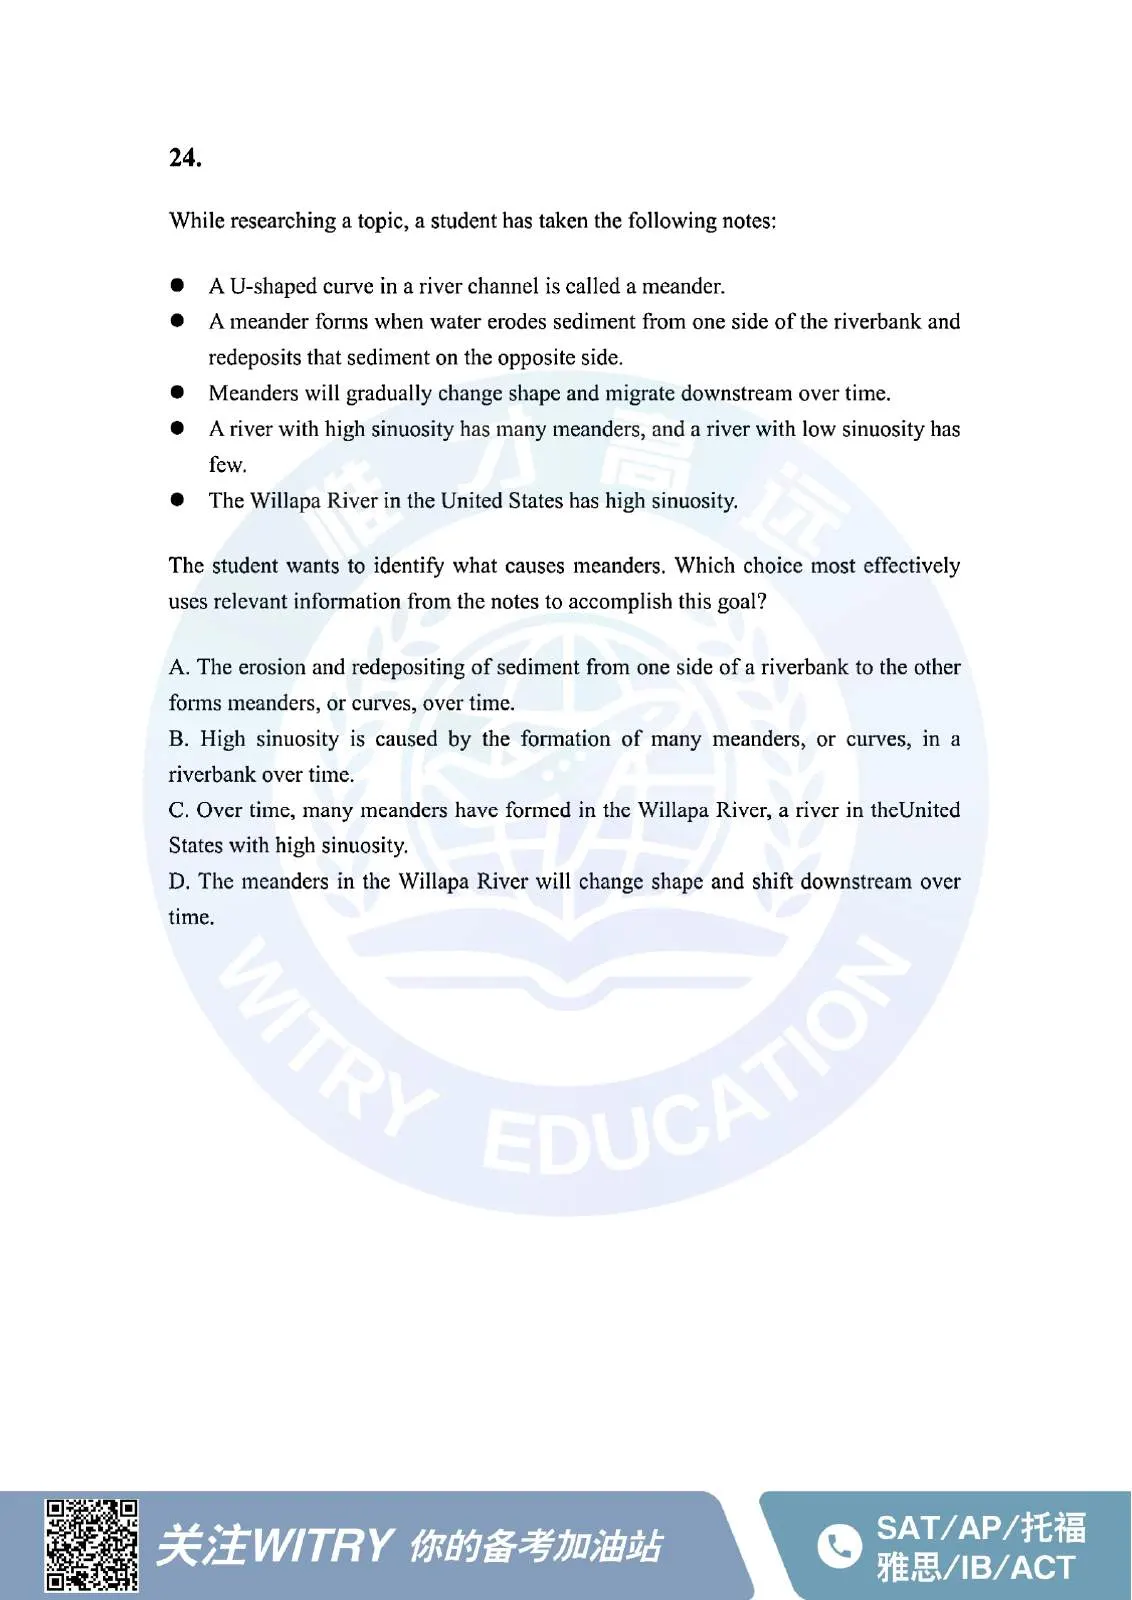 24.
While researching a topic, a student has taken the following notes:
● A U-shaped curve in a river channel is called a meander.
● A meander forms when water erodes sediment from one side of the riverbank and
redeposits that sediment on the opposite side.
● Meanders will gradually change shape and migrate downstream over time.
● A river with high sinuosity has many meanders, and a river with low sinuosity has
few.
● The Willapa River in the United States has high sinuosity.
The student wants to identify what causes meanders. Which choice most effectively
uses relevant information from the notes to accomplish this goal?
A. The erosion and redepositing of sediment from one side of a riverbank to the other
forms meanders, or curves, over time.
B. High sinuosity is caused by the formation of many meanders, or curves, in a
riverbank over time.
C. Over time, many meanders have formed in the Willapa River, a river in theUnited
States with high sinuosity.
D. The meanders in the Willapa River will change shape and shift downstream over
time.
惟才高远
WITRY EDUCATION
关注WITRY 你的备考加油站
SAT/AP/托福
雅思/IB/ACT